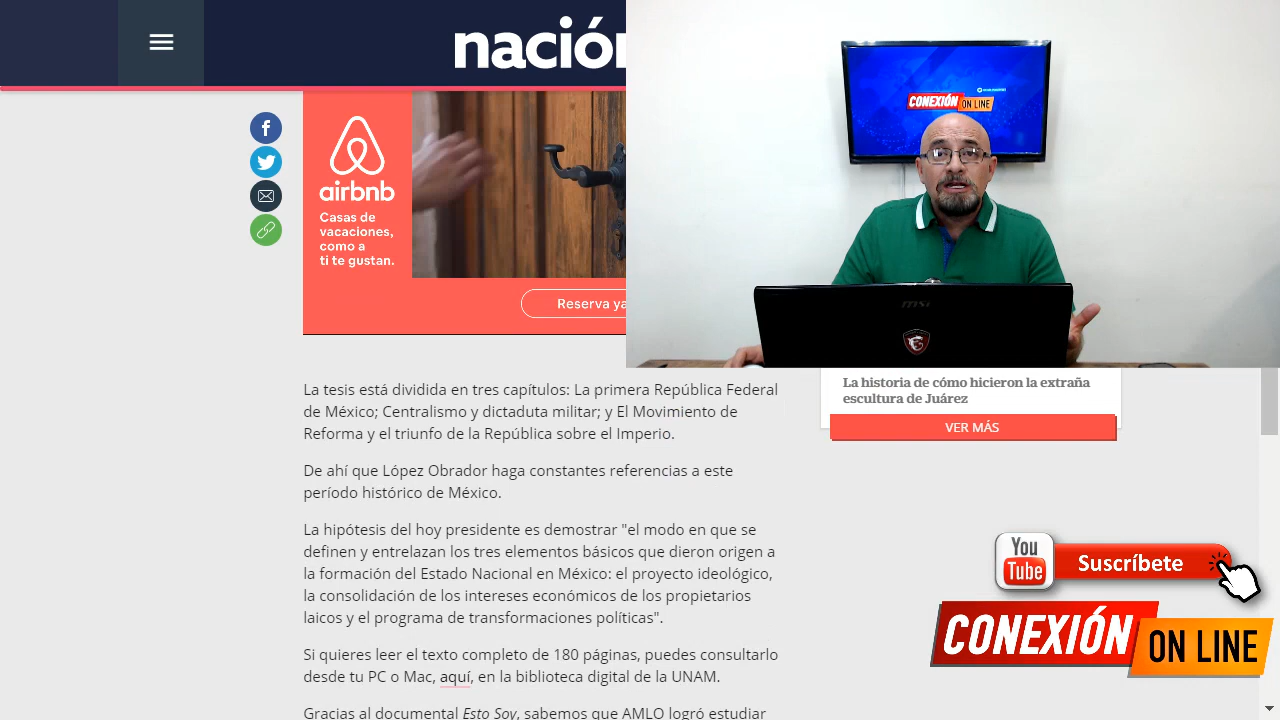 nación
airbnb
Casas de
vacaciones,
como a
ti te gustan.
Reserva ya
CONEXIÓN ON LINE
msi
La tesis está dividida en tres capítulos: La primera República Federal
de México; Centralismo y dictaduta militar; y El Movimiento de
Reforma y el triunfo de la República sobre el Imperio.
De ahí que López Obrador haga constantes referencias a este
período histórico de México.
La hipótesis del hoy presidente es demostrar "el modo en que se
definen y entrelazan los tres elementos básicos que dieron origen a
la formación del Estado Nacional en México: el proyecto ideológico,
la consolidación de los intereses económicos de los propietarios
laicos y el programa de transformaciones políticas".
Si quieres leer el texto completo de 180 páginas, puedes consultarlo
desde tu PC o Mac, aquí, en la biblioteca digital de la UNAM.
Gracias al documental Esto Soy, sabemos que AMLO logró estudiar
La historia de cómo hicieron la extraña
escultura de Juárez
VER MÁS
You
Tube
Suscríbete
CONEXIÓN
ON LINE